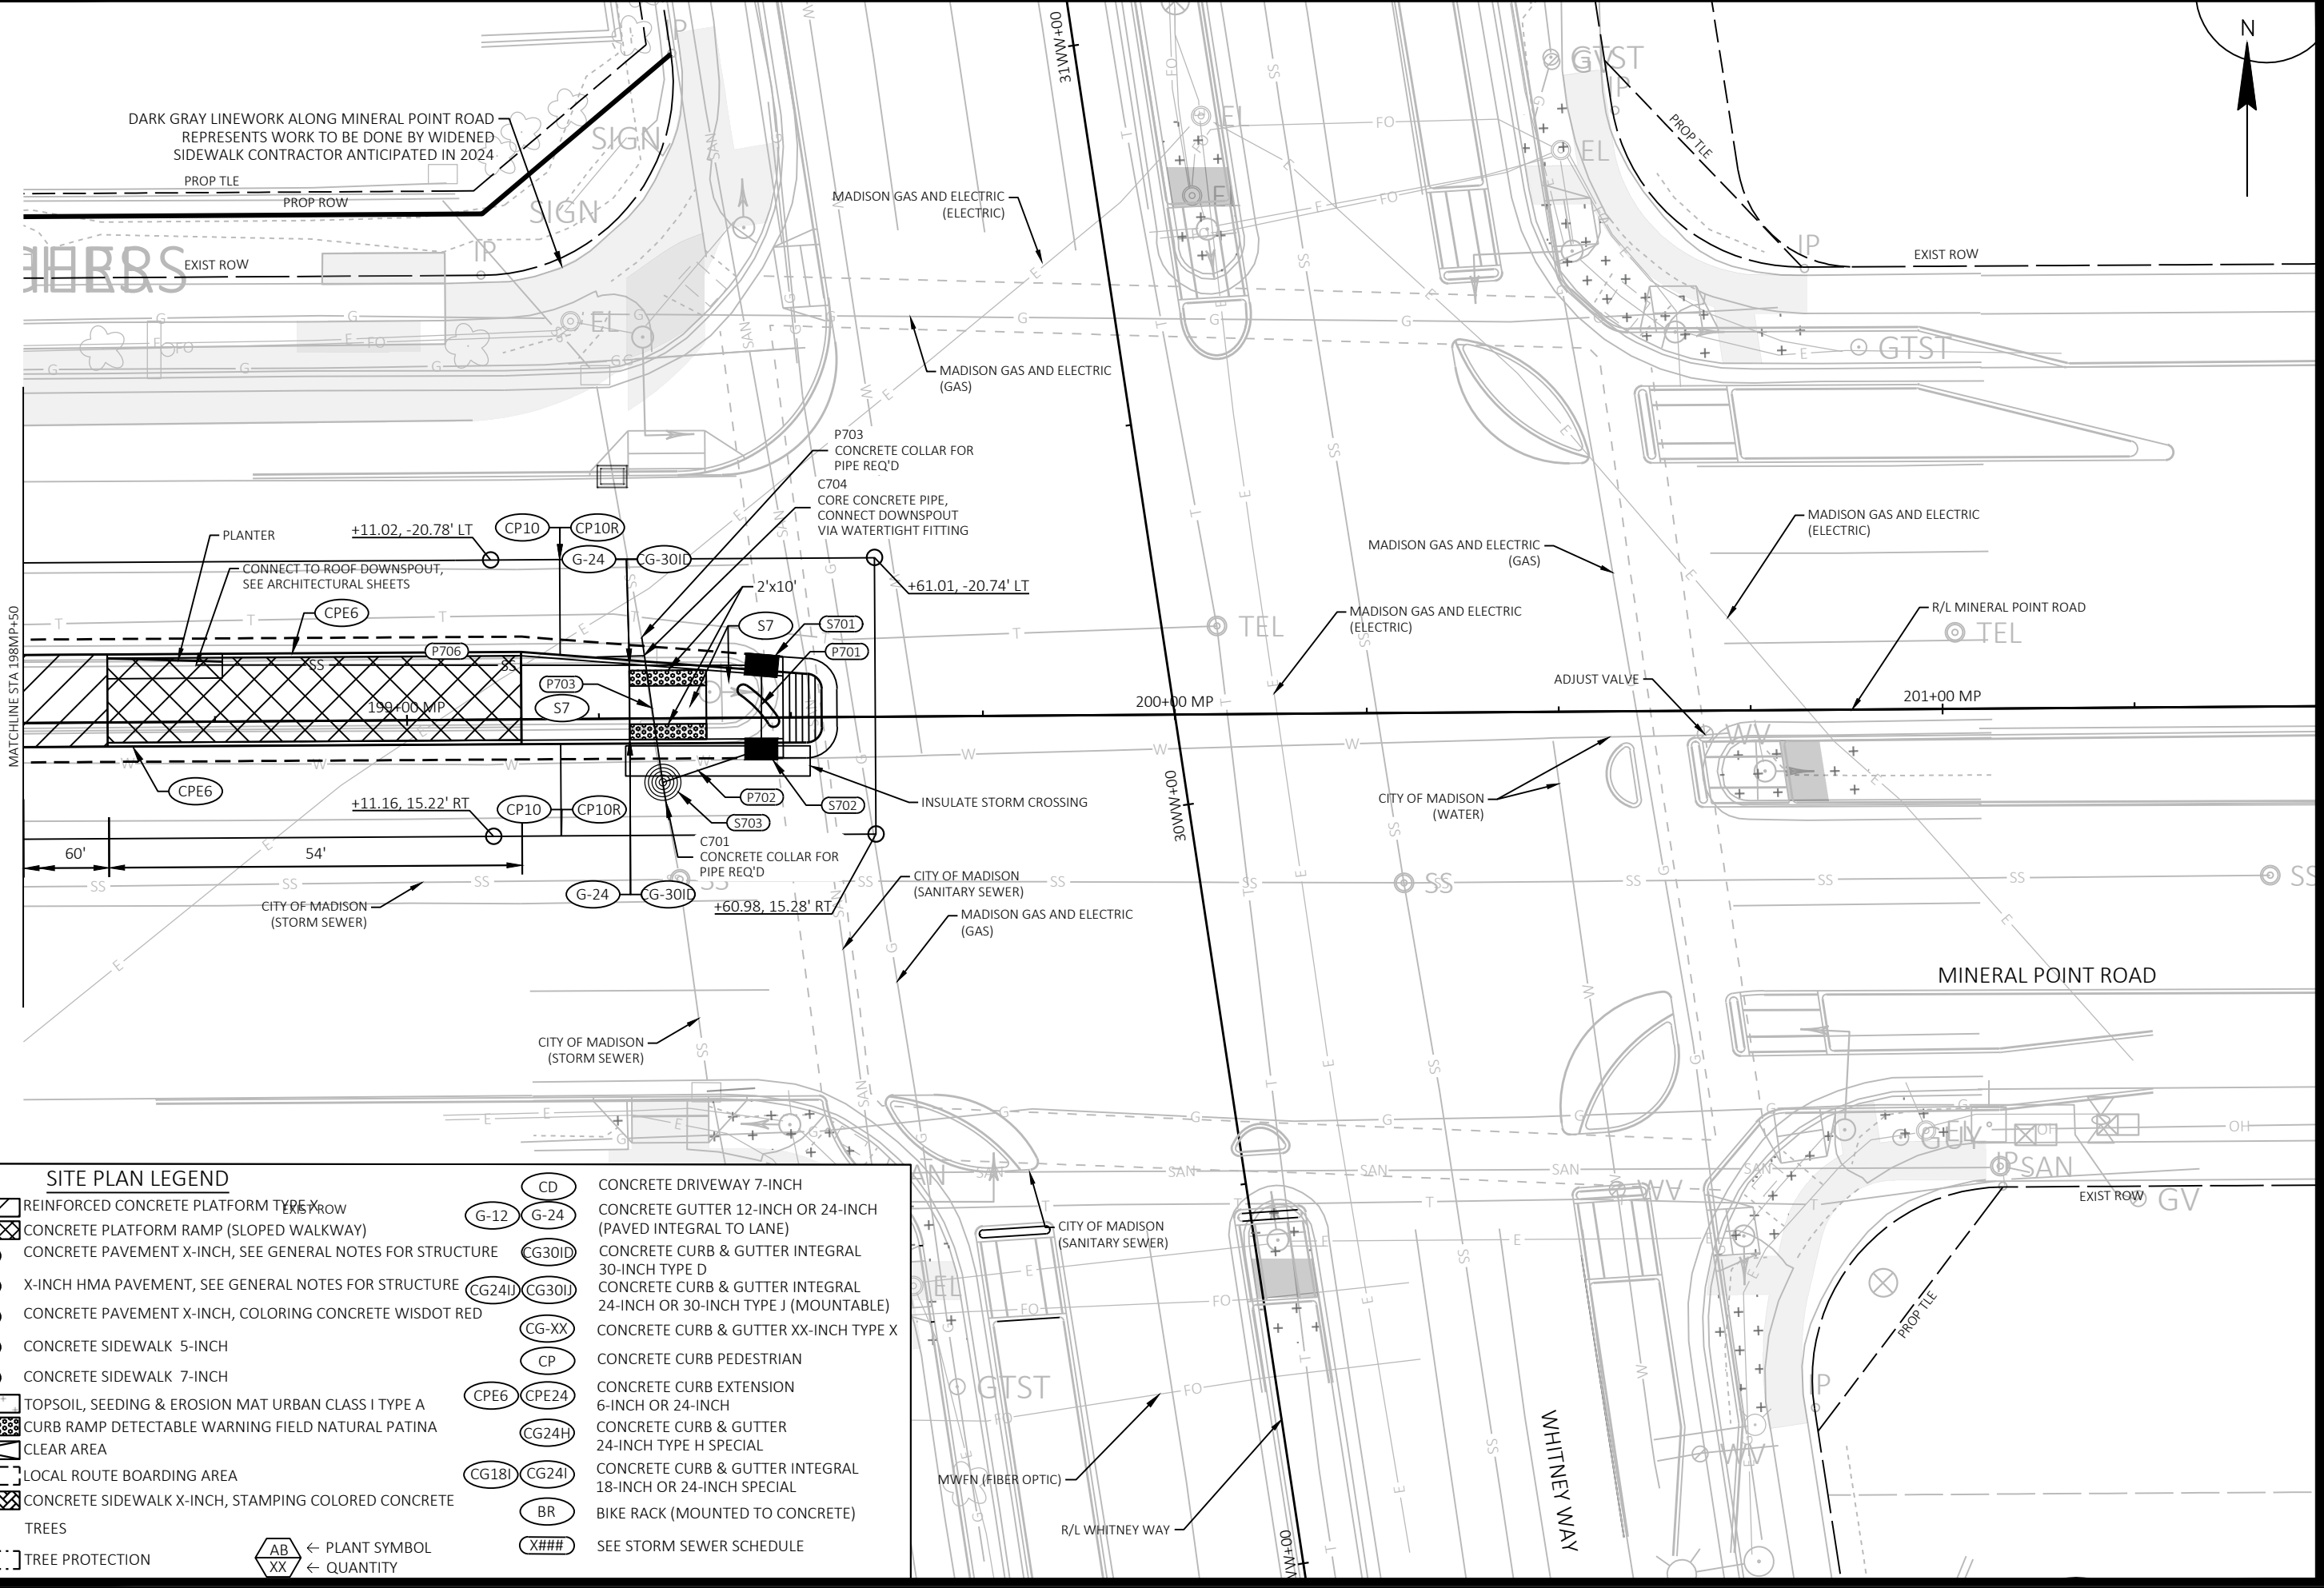 N
31WW+00
DARK GRAY LINEWORK ALONG MINERAL POINT ROAD
REPRESENTS WORK TO BE DONE BY WIDENED
SIDEWALK CONTRACTOR ANTICIPATED IN 2024
PROP TLE
PROP ROW
EXIST ROW
SIGN
SIGN
IP
IP
EL
MADISON GAS AND ELECTRIC
(ELECTRIC)
MADISON GAS AND ELECTRIC
(GAS)
EL
EL
GTST
IP
PROP TLE
IP
EXIST ROW
GTST
P703
CONCRETE COLLAR FOR
PIPE REQ'D
C704
CORE CONCRETE PIPE,
CONNECT DOWNSPOUT
VIA WATERTIGHT FITTING
PLANTER
+11.02, -20.78' LT
CP10
CP10R
G-24
CG-30ID
CONNECT TO ROOF DOWNSPOUT,
SEE ARCHITECTURAL SHEETS
CPE6
2'x10'
+61.01, -20.74' LT
S7
S701
P701
P706
P703
S7
MATCHLINE STA 198MP+50
199+00 MP
200+00 MP
201+00 MP
MADISON GAS AND ELECTRIC
(GAS)
MADISON GAS AND ELECTRIC
(ELECTRIC)
MADISON GAS AND ELECTRIC
(ELECTRIC)
R/L MINERAL POINT ROAD
TEL
TEL
ADJUST VALVE
WV
CITY OF MADISON
(WATER)
30WW+00
CPE6
+11.16, 15.22' RT
CP10
CP10R
P702
S702
S703
INSULATE STORM CROSSING
C701
CONCRETE COLLAR FOR
PIPE REQ'D
60'
54'
G-24
CG-30ID
+60.98, 15.28' RT
CITY OF MADISON
(STORM SEWER)
CITY OF MADISON
(SANITARY SEWER)
MADISON GAS AND ELECTRIC
(GAS)
SS
SS
SS
MINERAL POINT ROAD
CITY OF MADISON
(STORM SEWER)
CITY OF MADISON
(SANITARY SEWER)
GUY
SAN
WV
GV
EXIST ROW
PROP TLE
IP
WV
EL
GTST
MWFN (FIBER OPTIC)
R/L WHITNEY WAY
WHITNEY WAY
SITE PLAN LEGEND
REINFORCED CONCRETE PLATFORM TYPE X
EXIST ROW
CONCRETE PLATFORM RAMP (SLOPED WALKWAY)
CONCRETE PAVEMENT X-INCH, SEE GENERAL NOTES FOR STRUCTURE
X-INCH HMA PAVEMENT, SEE GENERAL NOTES FOR STRUCTURE
CONCRETE PAVEMENT X-INCH, COLORING CONCRETE WISDOT RED
CONCRETE SIDEWALK 5-INCH
CONCRETE SIDEWALK 7-INCH
TOPSOIL, SEEDING & EROSION MAT URBAN CLASS I TYPE A
CURB RAMP DETECTABLE WARNING FIELD NATURAL PATINA
CLEAR AREA
LOCAL ROUTE BOARDING AREA
CONCRETE SIDEWALK X-INCH, STAMPING COLORED CONCRETE
TREES
TREE PROTECTION
AB
XX
← PLANT SYMBOL
← QUANTITY
CD CONCRETE DRIVEWAY 7-INCH
G-12 G-24 CONCRETE GUTTER 12-INCH OR 24-INCH
(PAVED INTEGRAL TO LANE)
CG30ID CONCRETE CURB & GUTTER INTEGRAL
30-INCH TYPE D
CG24IJ CG30IJ CONCRETE CURB & GUTTER INTEGRAL
24-INCH OR 30-INCH TYPE J (MOUNTABLE)
CG-XX CONCRETE CURB & GUTTER XX-INCH TYPE X
CP CONCRETE CURB PEDESTRIAN
CPE6 CPE24 CONCRETE CURB EXTENSION
6-INCH OR 24-INCH
CG24H CONCRETE CURB & GUTTER
24-INCH TYPE H SPECIAL
CG18I CG24I CONCRETE CURB & GUTTER INTEGRAL
18-INCH OR 24-INCH SPECIAL
BR BIKE RACK (MOUNTED TO CONCRETE)
X### SEE STORM SEWER SCHEDULE